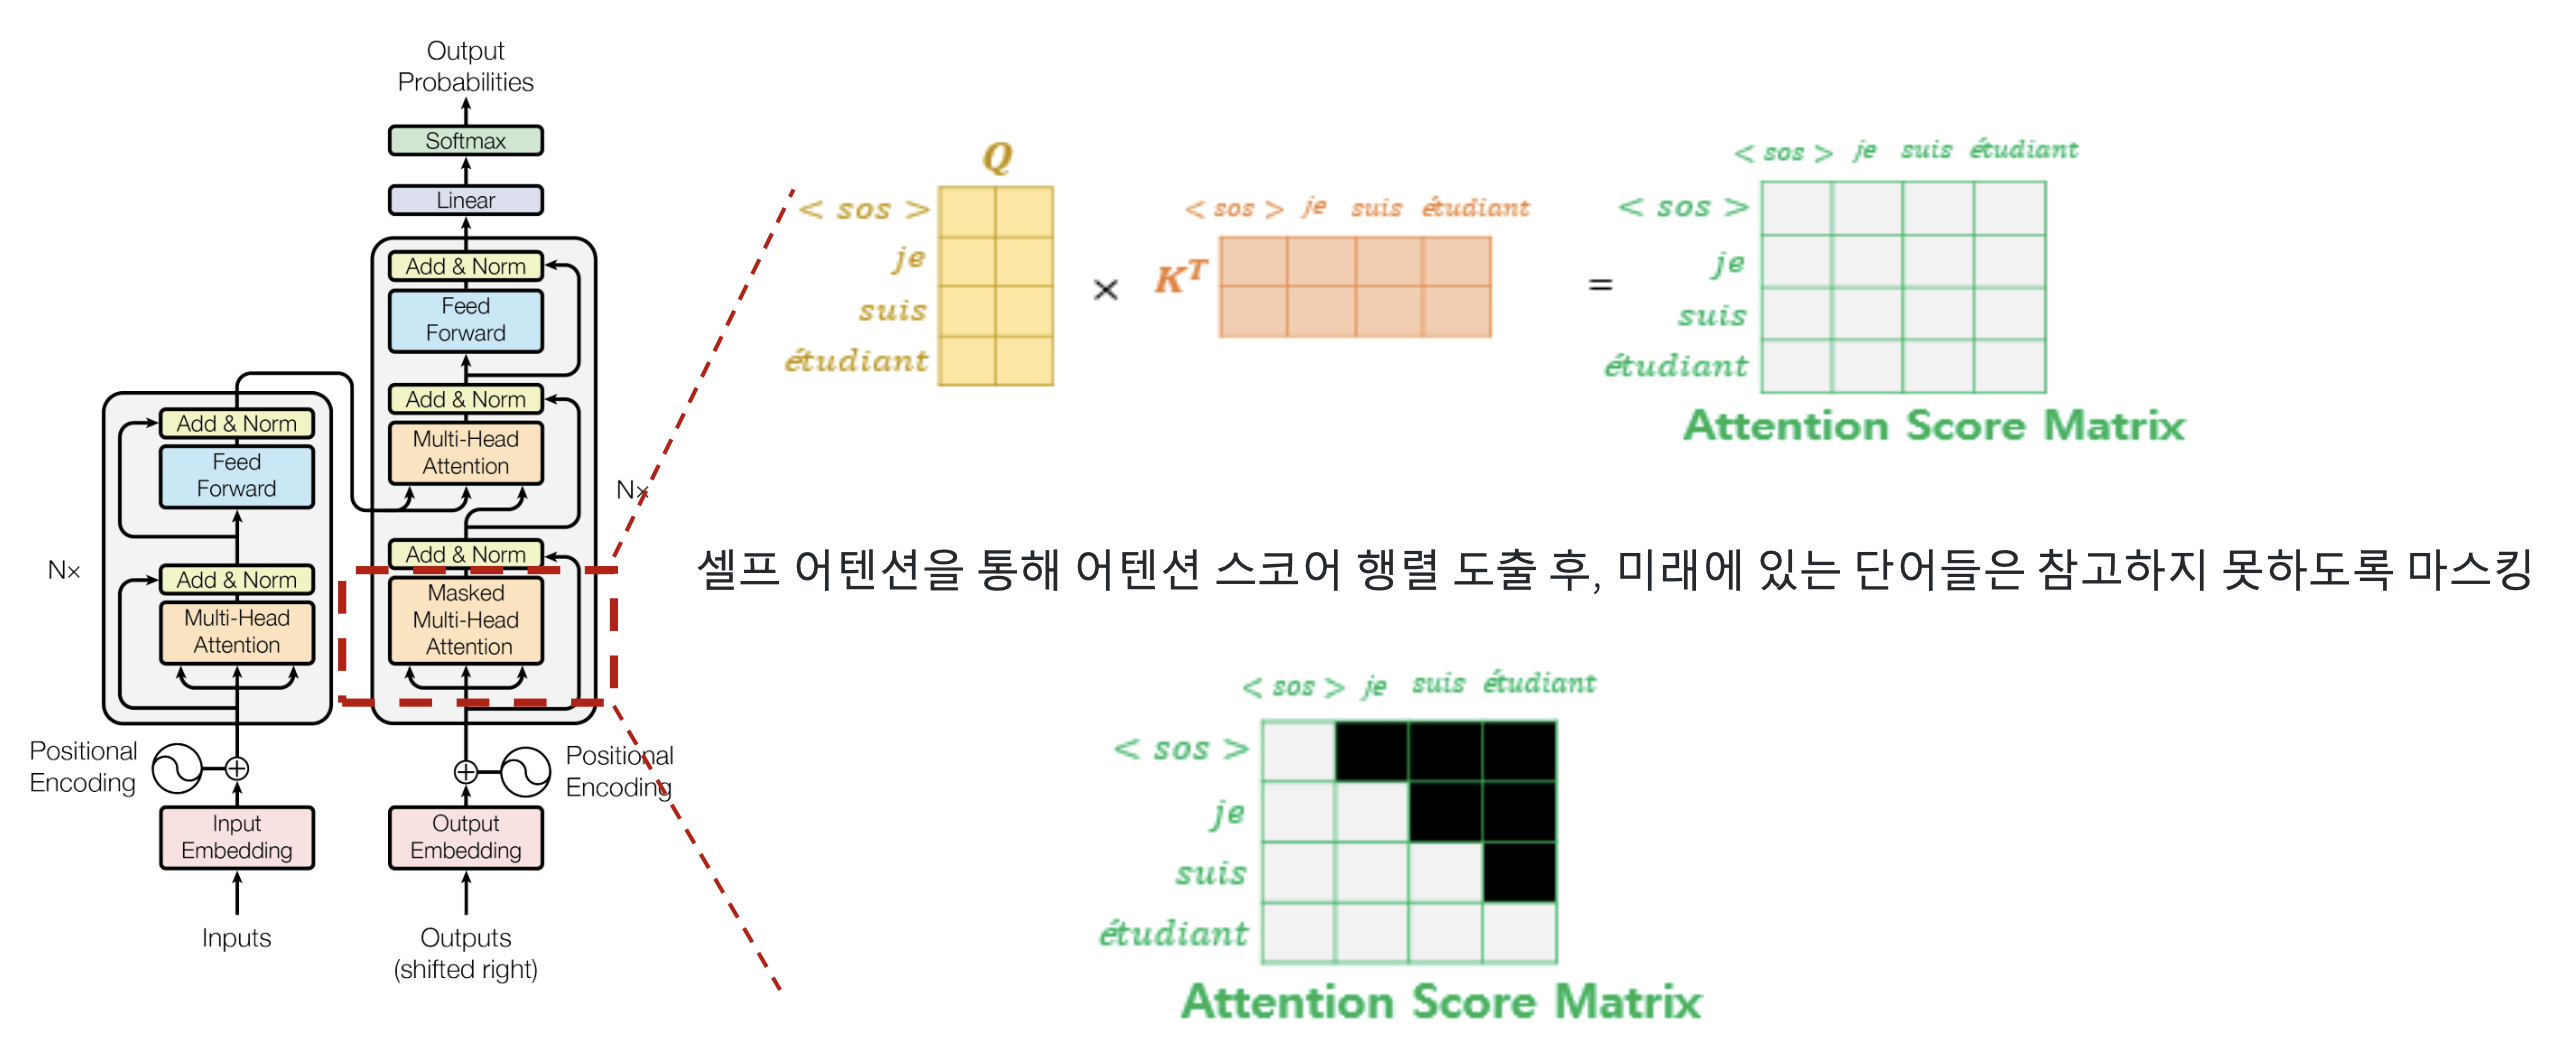 Output
Probabilities
Softmax
Linear
Add & Norm
Feed
Forward
Add & Norm
Multi-Head
Attention
Nx
Add & Norm
Masked
Multi-Head
Attention
Add & Norm
Feed
Forward
Nx
Add & Norm
Multi-Head
Attention
Positional
Encoding
Positional
Encoding
Input
Embedding
Output
Embedding
Inputs
Outputs
(shifted right)
Q
< sos >
je
suis
étudiant
×
< sos > je suis étudiant
K^T
=
< sos > je suis étudiant
< sos >
je
suis
étudiant
Attention Score Matrix
셀프 어텐션을 통해 어텐션 스코어 행렬 도출 후, 미래에 있는 단어들은 참고하지 못하도록 마스킹
< sos > je suis étudiant
< sos >
je
suis
étudiant
Attention Score Matrix